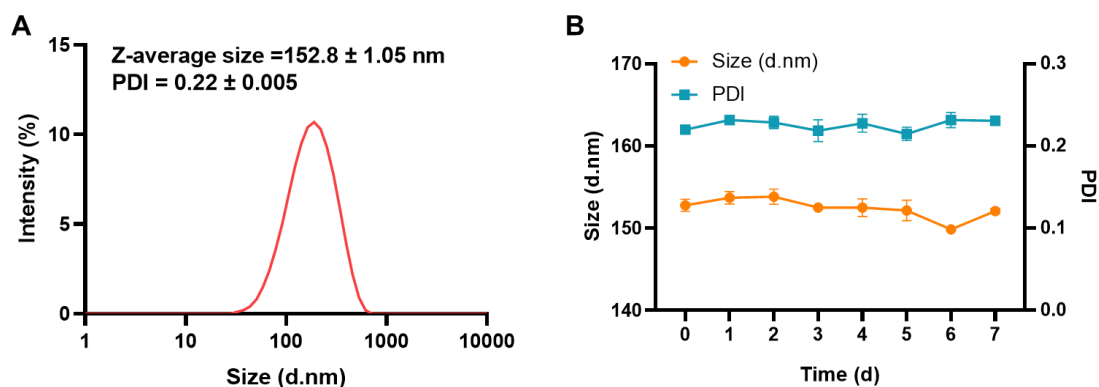 A
Z-average size =152.8 ± 1.05 nm
PDI = 0.22 ± 0.005
15
10
5
0
Intensity (%)
1 10 100 1000 10000
Size (d.nm)
B
Size (d.nm)
PDI
170
160
150
140
Size (d.nm)
0.3
0.2
0.1
0.0
PDI
0 1 2 3 4 5 6 7
Time (d)